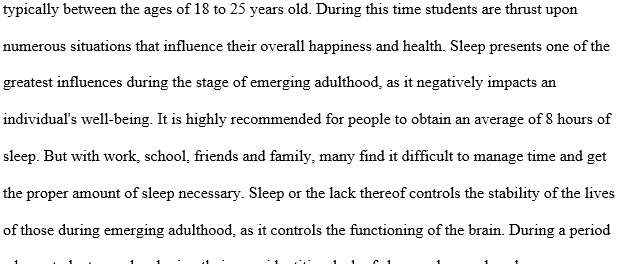 typically between the ages of 18 to 25 years old. During this time students are thrust upon
numerous situations that influence their overall happiness and health. Sleep presents one of the
greatest influences during the stage of emerging adulthood, as it negatively impacts an
individual's well-being. It is highly recommended for people to obtain an average of 8 hours of
sleep. But with work, school, friends and family, many find it difficult to manage time and get
the proper amount of sleep necessary. Sleep or the lack thereof controls the stability of the lives
of those during emerging adulthood, as it controls the functioning of the brain. During a period